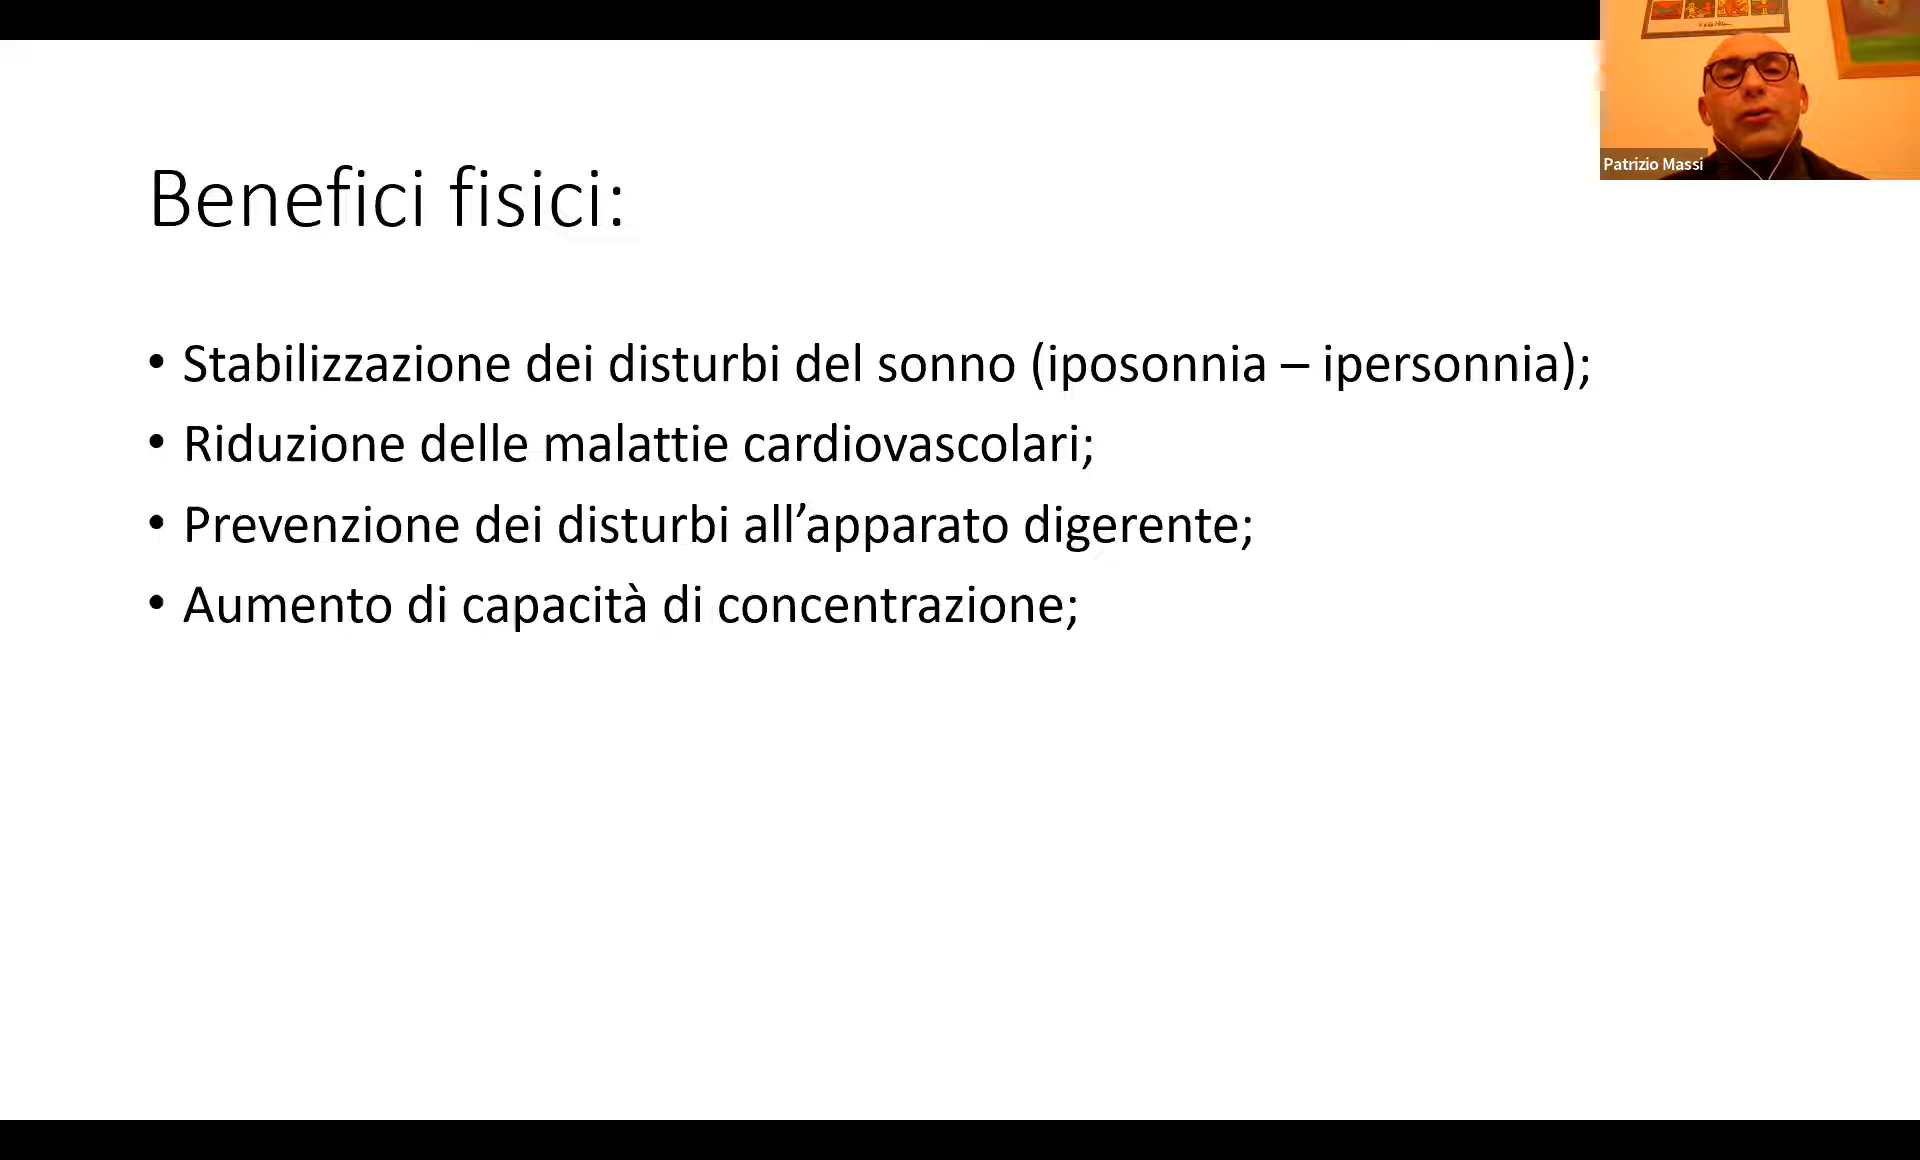 Benefici fisici:
• Stabilizzazione dei disturbi del sonno (iposonnia – ipersonnia);
• Riduzione delle malattie cardiovascolari;
• Prevenzione dei disturbi all’apparato digerente;
• Aumento di capacità di concentrazione;
Patrizio Massi